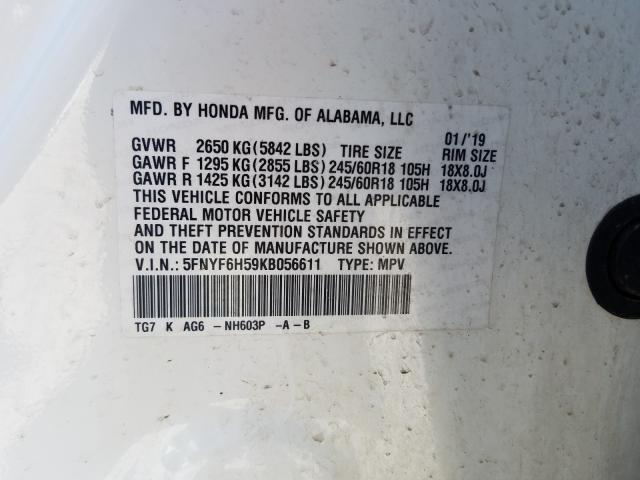 MFD. BY HONDA MFG. OF ALABAMA, LLC
GVWR 2650 KG(5842 LBS) TIRE SIZE 01/'19 RIM SIZE
GAWR F 1295 KG(2855 LBS) 245/60R18 105H 18X8.0J
GAWR R 1425 KG(3142 LBS) 245/60R18 105H 18X8.0J
THIS VEHICLE CONFORMS TO ALL APPLICABLE
FEDERAL MOTOR VEHICLE SAFETY
AND THEFT PREVENTION STANDARDS IN EFFECT
ON THE DATE OF MANUFACTURE SHOWN ABOVE.
V.I.N.: 5FNYF6H59KB056611 TYPE: MPV
TG7 K AG6 -NH603P -A-B